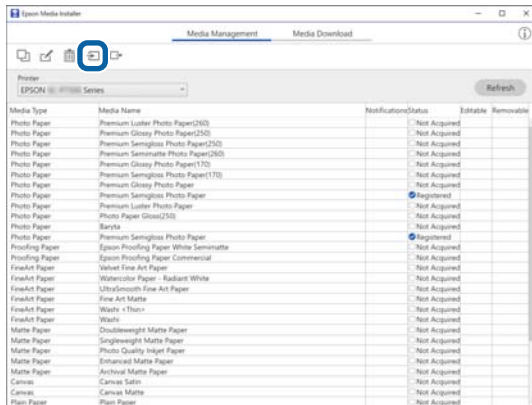 Epson Media Installer
Media Management Media Download
Printer
EPSON Series
Refresh
Media Type Media Name Notifications Status Editable Removable
Photo Paper Premium Luster Photo Paper(260) Not Acquired
Photo Paper Premium Glossy Photo Paper(250) Not Acquired
Photo Paper Premium Semigloss Photo Paper(250) Not Acquired
Photo Paper Premium Semimatte Photo Paper(260) Not Acquired
Photo Paper Premium Glossy Photo Paper(170) Not Acquired
Photo Paper Premium Semigloss Photo Paper(170) Not Acquired
Photo Paper Premium Glossy Photo Paper Not Acquired
Photo Paper Premium Semigloss Photo Paper Registered
Photo Paper Premium Luster Photo Paper Not Acquired
Photo Paper Photo Paper Gloss(250) Not Acquired
Photo Paper Baryta Not Acquired
Photo Paper Premium Semigloss Photo Paper Registered
Proofing Paper Epson Proofing Paper White Semimatte Not Acquired
Proofing Paper Epson Proofing Paper Commercial Not Acquired
FineArt Paper Velvet Fine Art Paper Not Acquired
FineArt Paper Watercolor Paper - Radiant White Not Acquired
FineArt Paper UltraSmooth Fine Art Paper Not Acquired
FineArt Paper Fine Art Matte Not Acquired
FineArt Paper Washi <Thin> Not Acquired
FineArt Paper Washi Not Acquired
Matte Paper Doubleweight Matte Paper Not Acquired
Matte Paper Singleweight Matte Paper Not Acquired
Matte Paper Photo Quality Inkjet Paper Not Acquired
Matte Paper Enhanced Matte Paper Not Acquired
Matte Paper Archival Matte Paper Not Acquired
Canvas Canvas Satin Not Acquired
Canvas Canvas Matte Not Acquired
Plain Paper Plain Paper Not Acquired